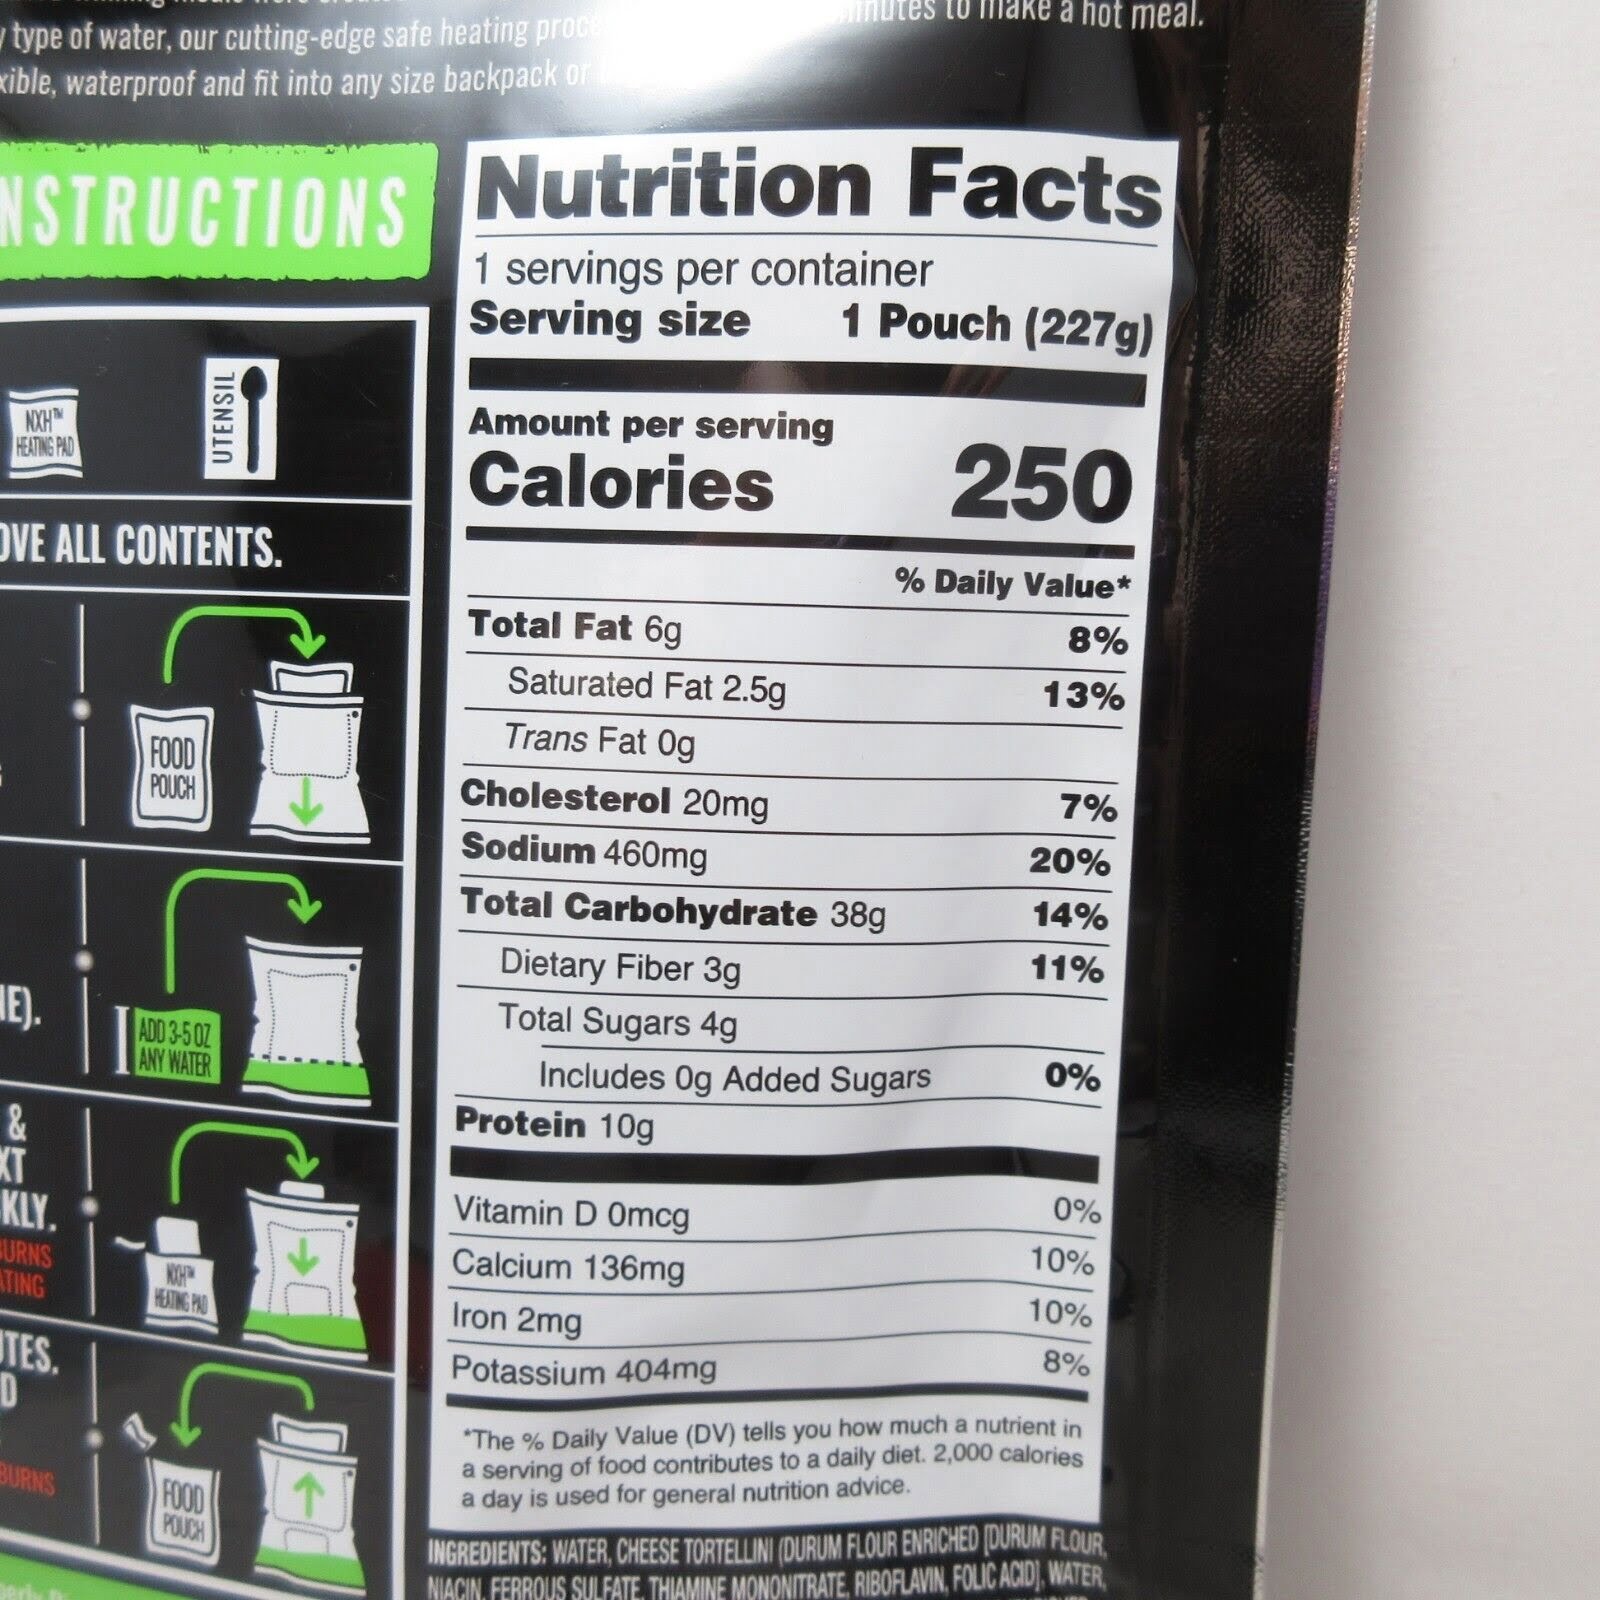 minutes to make a hot meal.
type of water, our cutting-edge safe heating
waterproof and fit into any size backpack or
NSTRUCTIONS
NXH™
HEATING PAD
UTENSIL
OVE ALL CONTENTS.
FOOD
POUCH
NE).
ADD 3-5 OZ
ANY WATER
&
XT
KLY.
BURNS
ATING
NXH™
HEATING PAD
UTES.
D
BURNS
FOOD
POUCH
Nutrition Facts
1 servings per container
Serving size 1 Pouch (227g)
Amount per serving
Calories 250
% Daily Value*
Total Fat 6g 8%
Saturated Fat 2.5g 13%
Trans Fat 0g
Cholesterol 20mg 7%
Sodium 460mg 20%
Total Carbohydrate 38g 14%
Dietary Fiber 3g 11%
Total Sugars 4g
Includes 0g Added Sugars 0%
Protein 10g
Vitamin D 0mcg 0%
Calcium 136mg 10%
Iron 2mg 10%
Potassium 404mg 8%
*The % Daily Value (DV) tells you how much a nutrient in
a serving of food contributes to a daily diet. 2,000 calories
a day is used for general nutrition advice.
INGREDIENTS: WATER, CHEESE TORTELLINI (DURUM FLOUR ENRICHED [DURUM FLOUR,
NIACIN, FERROUS SULFATE, THIAMINE MONONITRATE, RIBOFLAVIN, FOLIC ACID], WATER,